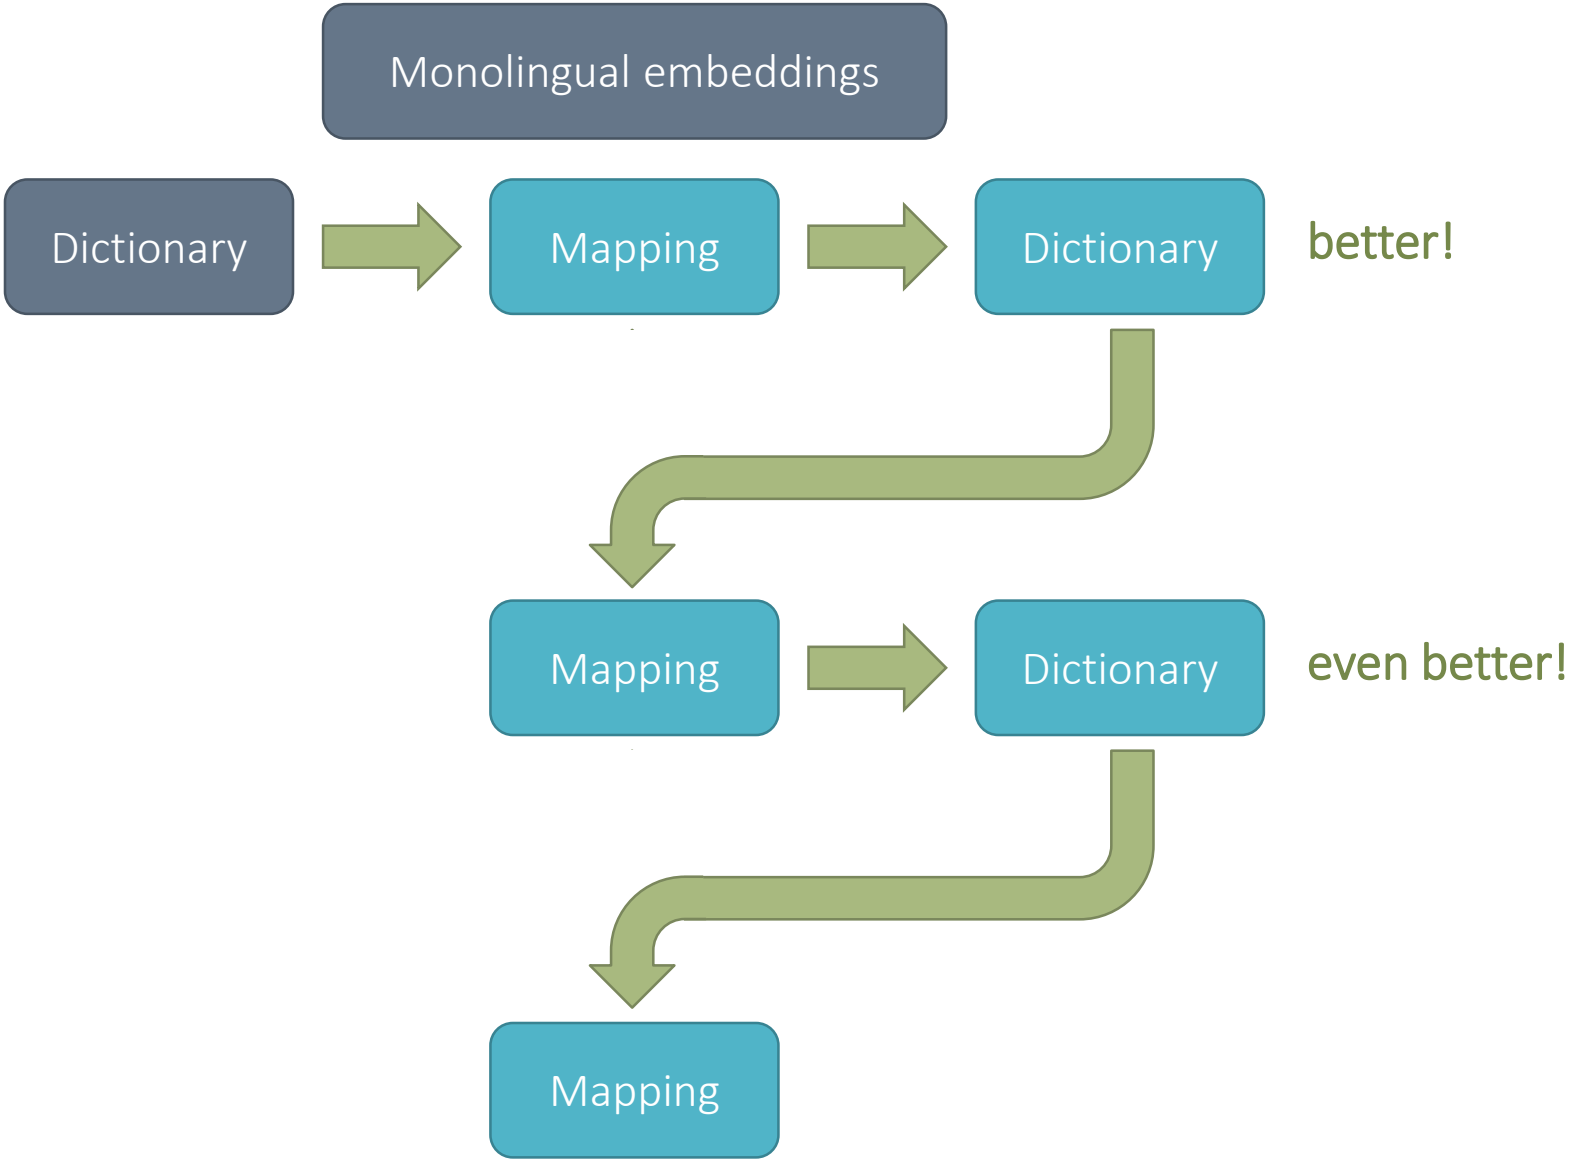 Monolingual embeddings
Dictionary
Mapping
Dictionary
better!
Mapping
Dictionary
even better!
Mapping